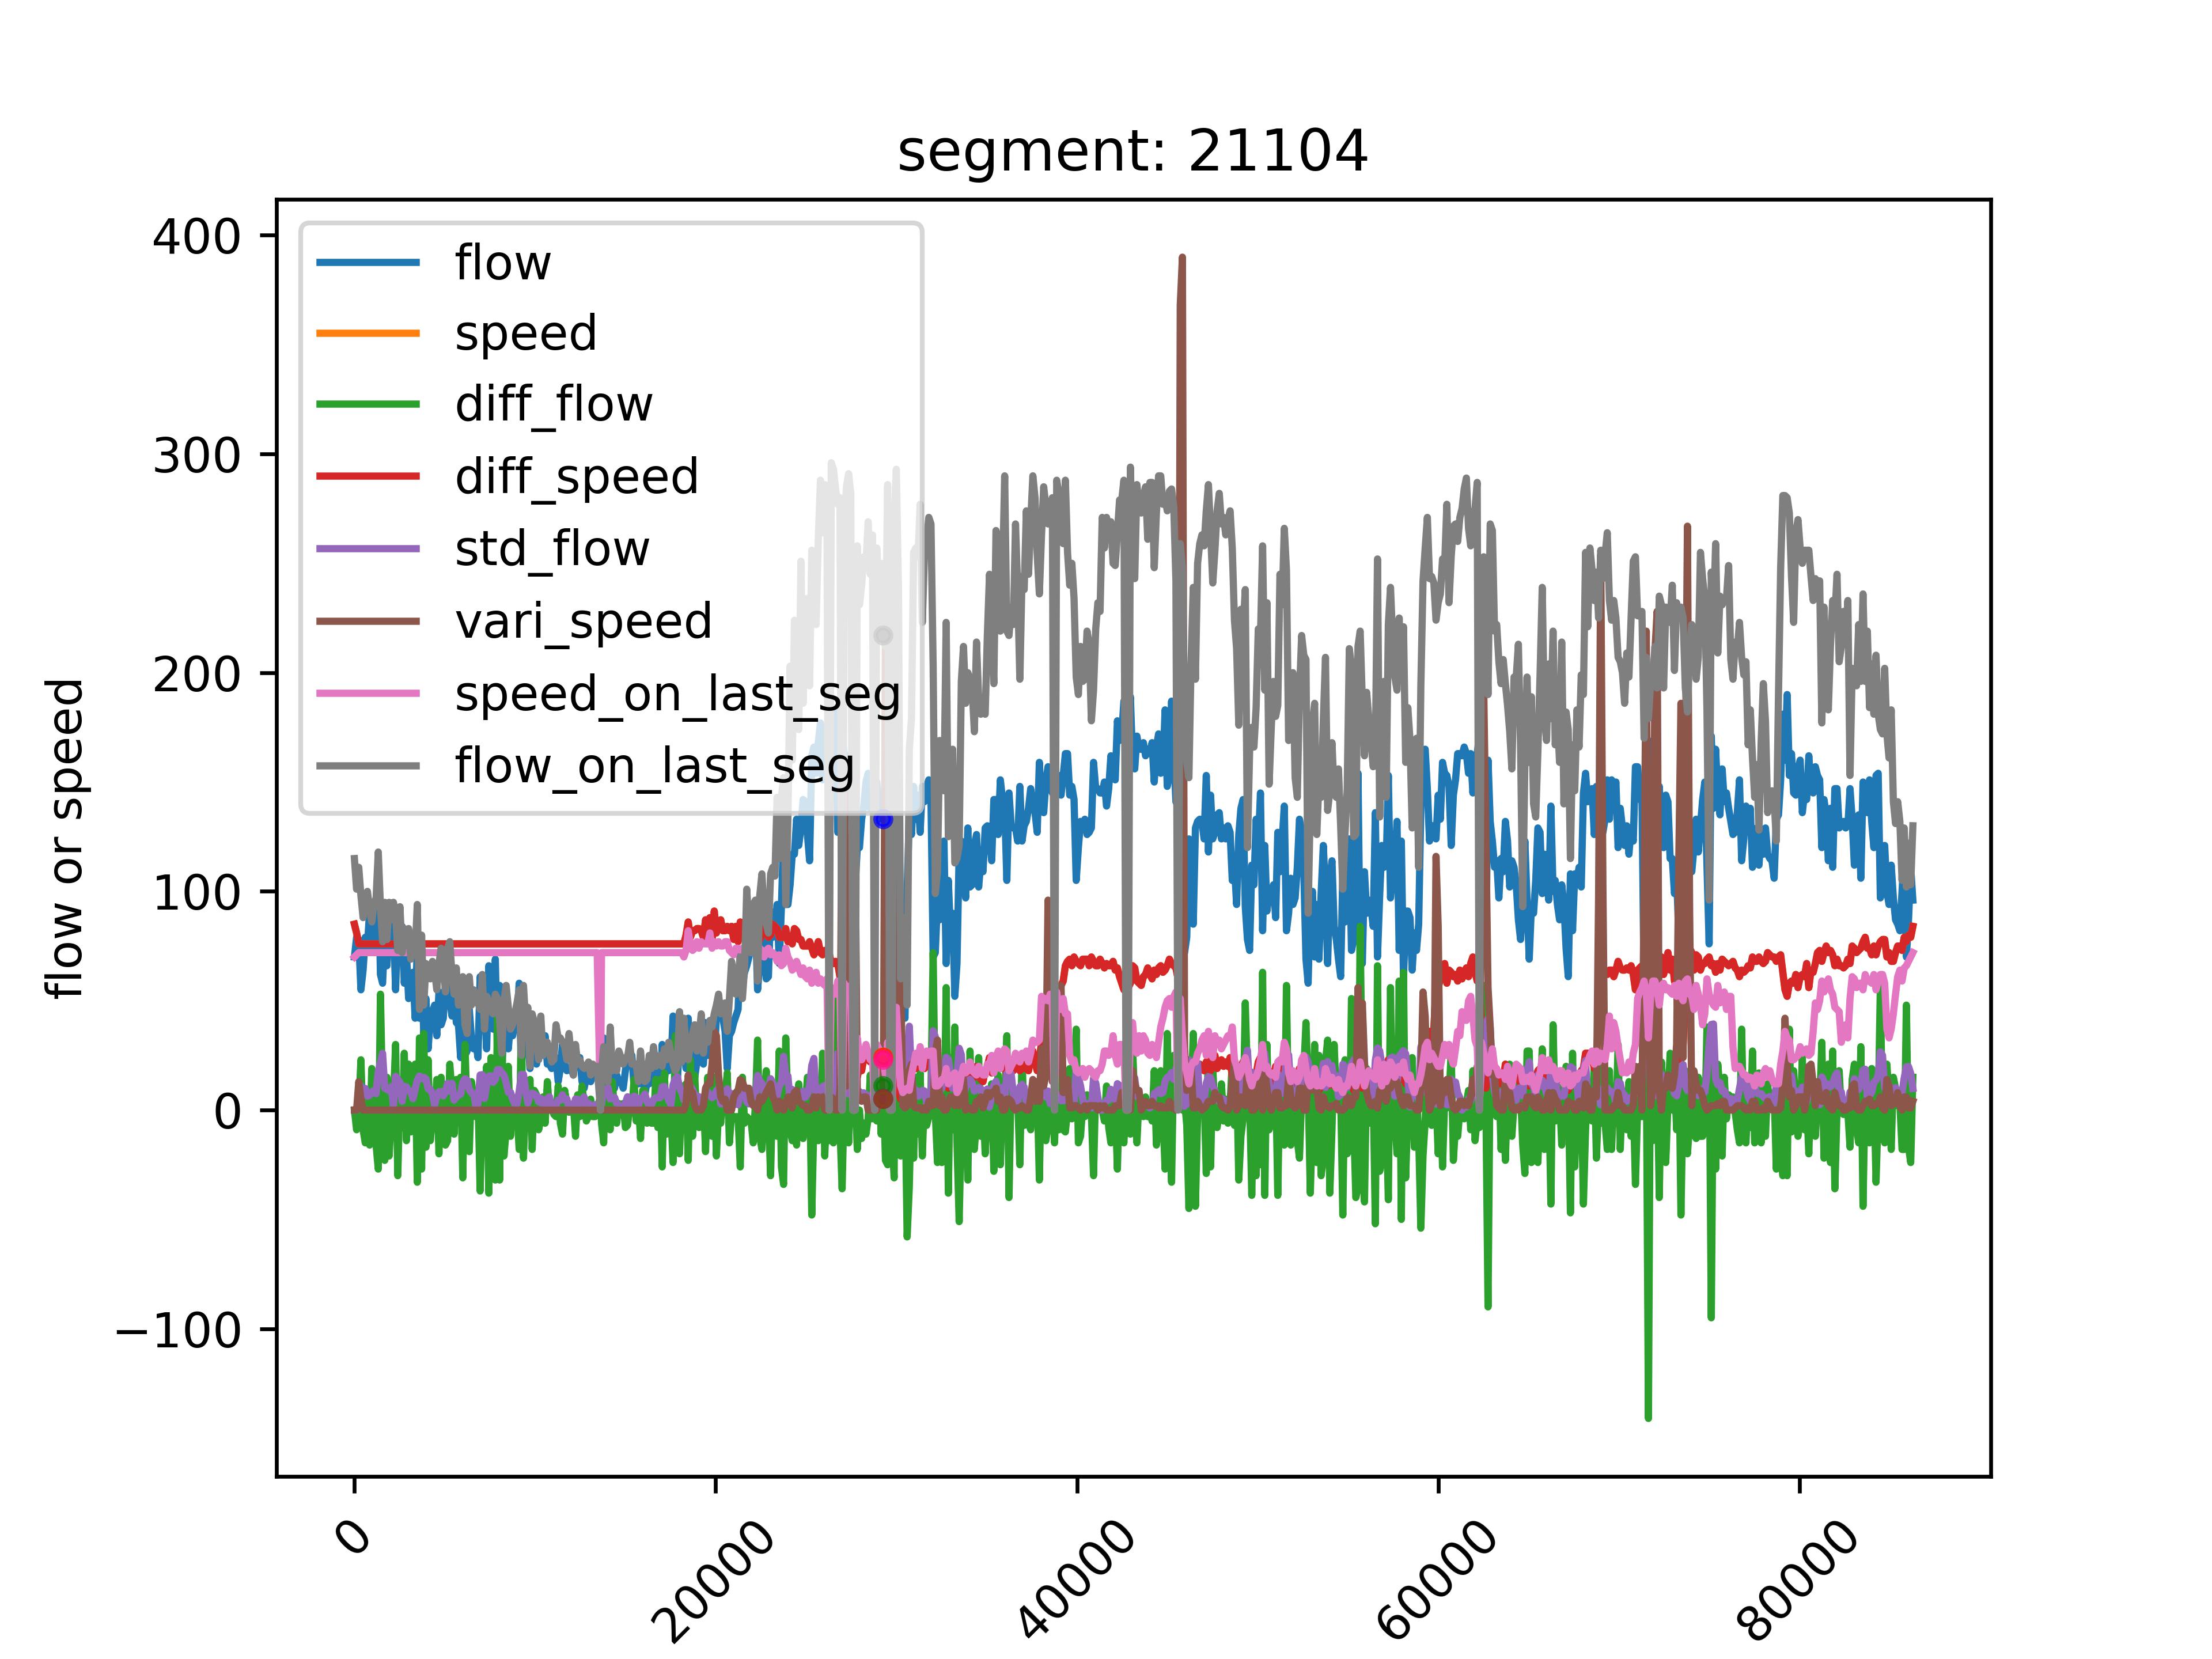 segment: 21104
flow or speed
400
300
200
100
0
−100
flow
speed
diff_flow
diff_speed
std_flow
vari_speed
speed_on_last_seg
flow_on_last_seg
0
20000
40000
60000
80000